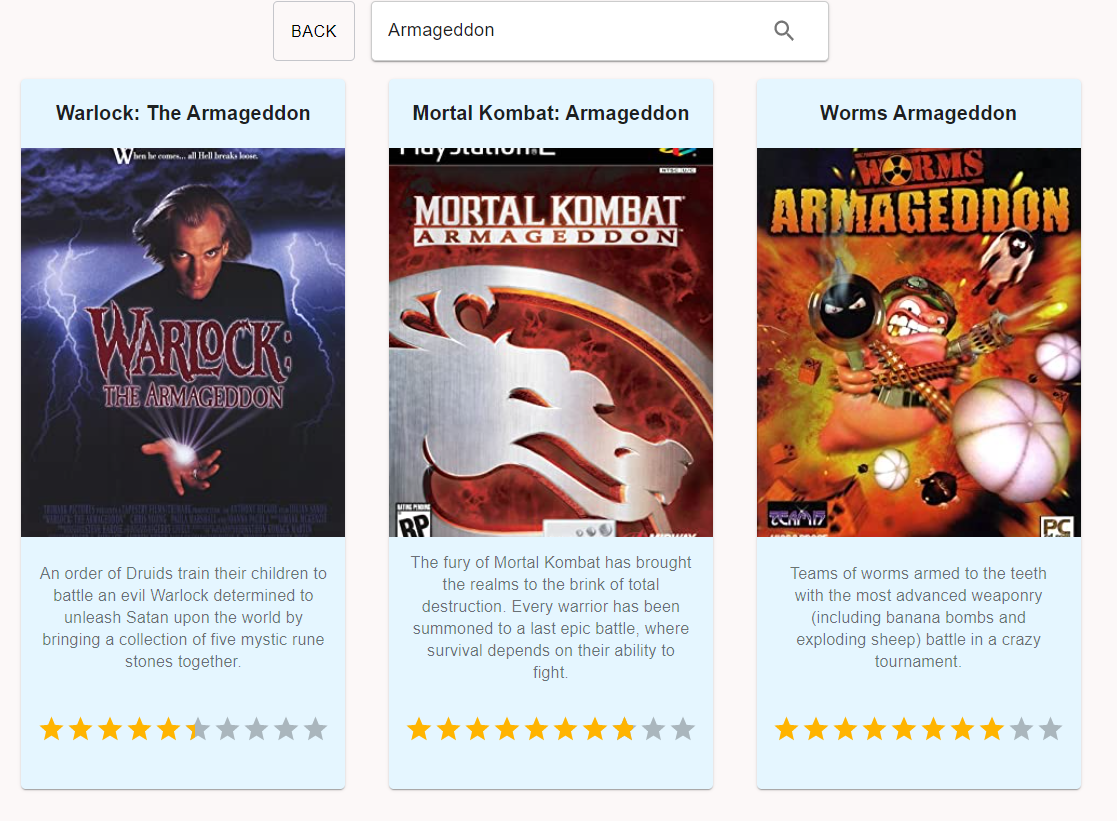 BACK
Armageddon
Warlock: The Armageddon
When he comes... all Hell breaks loose.
WARLOCK:
THE ARMAGEDDON
An order of Druids train their children to
battle an evil Warlock determined to
unleash Satan upon the world by
bringing a collection of five mystic rune
stones together.
Mortal Kombat: Armageddon
PlayStation 2
MORTAL KOMBAT
ARMAGEDDON
RATING PENDING
RP
MIDWAY
The fury of Mortal Kombat has brought
the realms to the brink of total
destruction. Every warrior has been
summoned to a last epic battle, where
survival depends on their ability to
fight.
Worms Armageddon
WORMS
ARMAGEDDON
TEAM17
PC
Teams of worms armed to the teeth
with the most advanced weaponry
(including banana bombs and
exploding sheep) battle in a crazy
tournament.